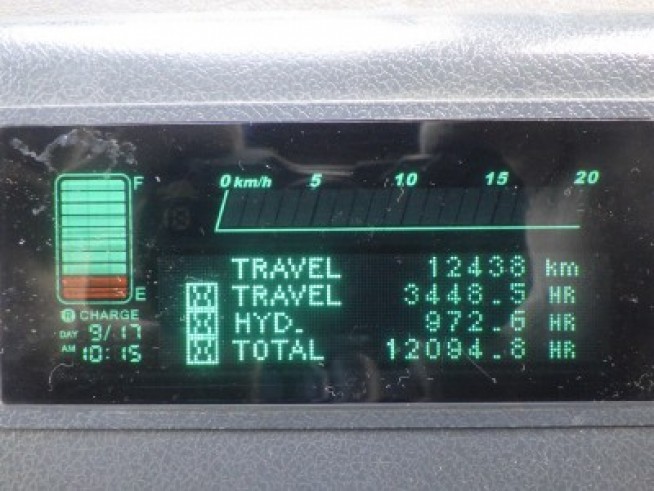 F
0 km/h 5 10 15 20
TRAVEL 12438 km
TRAVEL 3448.5 HR
HYD. 972.6 HR
TOTAL 12094.8 HR
E
CHARGE
DAY 9/17
AM 10:15